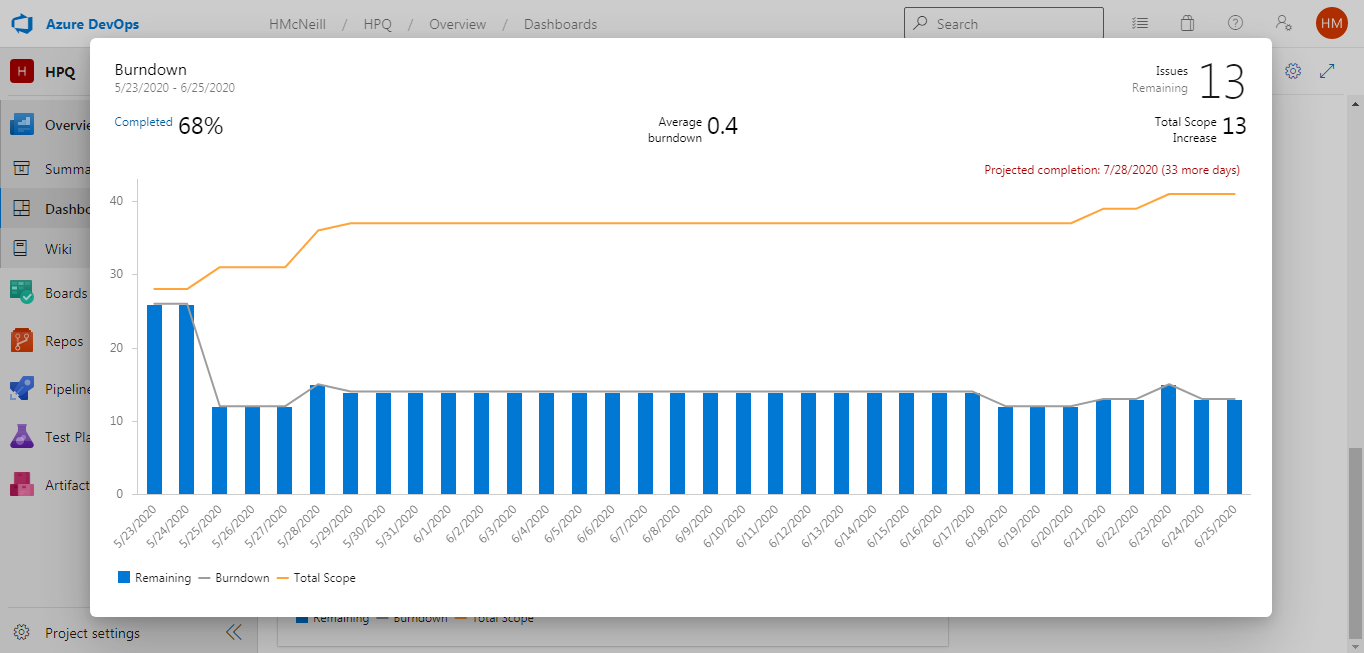 Azure DevOps
HMcNeill / HPQ / Overview / Dashboards
Search
HM
H HPQ
Overvie
Summa
Dashbo
Wiki
Boards
Repos
Pipeline
Test Pla
Artifact
Project settings
Burndown
5/23/2020 - 6/25/2020
Issues
Remaining 13
Completed 68%
Average
burndown 0.4
Total Scope
Increase 13
Projected completion: 7/28/2020 (33 more days)
40
30
20
10
0
5/23/2020 5/24/2020 5/25/2020 5/26/2020 5/27/2020 5/28/2020 5/29/2020 5/30/2020 5/31/2020 6/1/2020 6/2/2020 6/3/2020 6/4/2020 6/5/2020 6/6/2020 6/7/2020 6/8/2020 6/9/2020 6/10/2020 6/11/2020 6/12/2020 6/13/2020 6/14/2020 6/15/2020 6/16/2020 6/17/2020 6/18/2020 6/19/2020 6/20/2020 6/21/2020 6/22/2020 6/23/2020 6/24/2020 6/25/2020
Remaining Burndown Total Scope
Remaining Burndown Total Scope